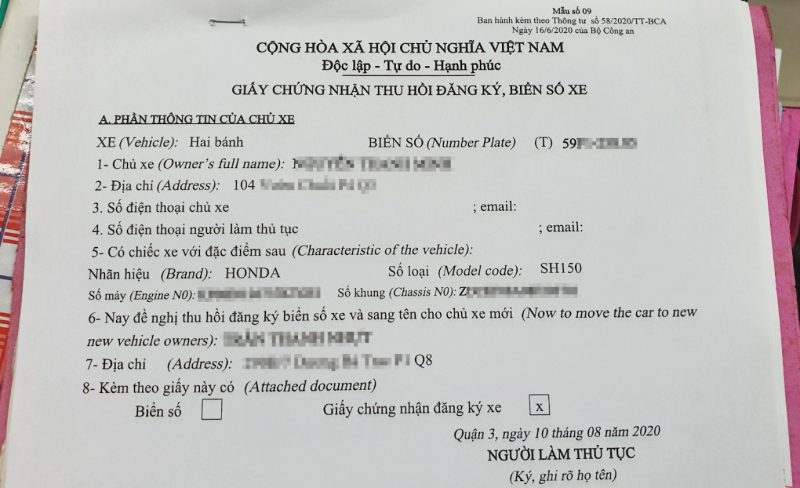 Mẫu số 09
Ban hành kèm theo Thông tư số 58/2020/TT-BCA
Ngày 16/6/2020 của Bộ Công an
CỘNG HÒA XÃ HỘI CHỦ NGHĨA VIỆT NAM
Độc lập - Tự do - Hạnh phúc
GIẤY CHỨNG NHẬN THU HỒI ĐĂNG KÝ, BIỂN SỐ XE
A. PHẦN THÔNG TIN CỦA CHỦ XE
XE (Vehicle): Hai bánh BIỂN SỐ (Number Plate) (T) 59
1- Chủ xe (Owner's full name):
2- Địa chỉ (Address): 104
3. Số điện thoại chủ xe ; email:
4. Số điện thoại người làm thủ tục ; email:
5- Có chiếc xe với đặc điểm sau (Characteristic of the vehicle):
Nhãn hiệu (Brand): HONDA Số loại (Model code): SH150
Số máy (Engine N0): Số khung (Chassis N0): Z
6- Nay đề nghị thu hồi đăng ký biển số xe và sang tên cho chủ xe mới (Now to move the car to new
new vehicle owners):
7- Địa chỉ (Address): Q8
8- Kèm theo giấy này có (Attached document)
Biển số Giấy chứng nhận đăng ký xe x
Quận 3, ngày 10 tháng 08 năm 2020
NGƯỜI LÀM THỦ TỤC
(Ký, ghi rõ họ tên)